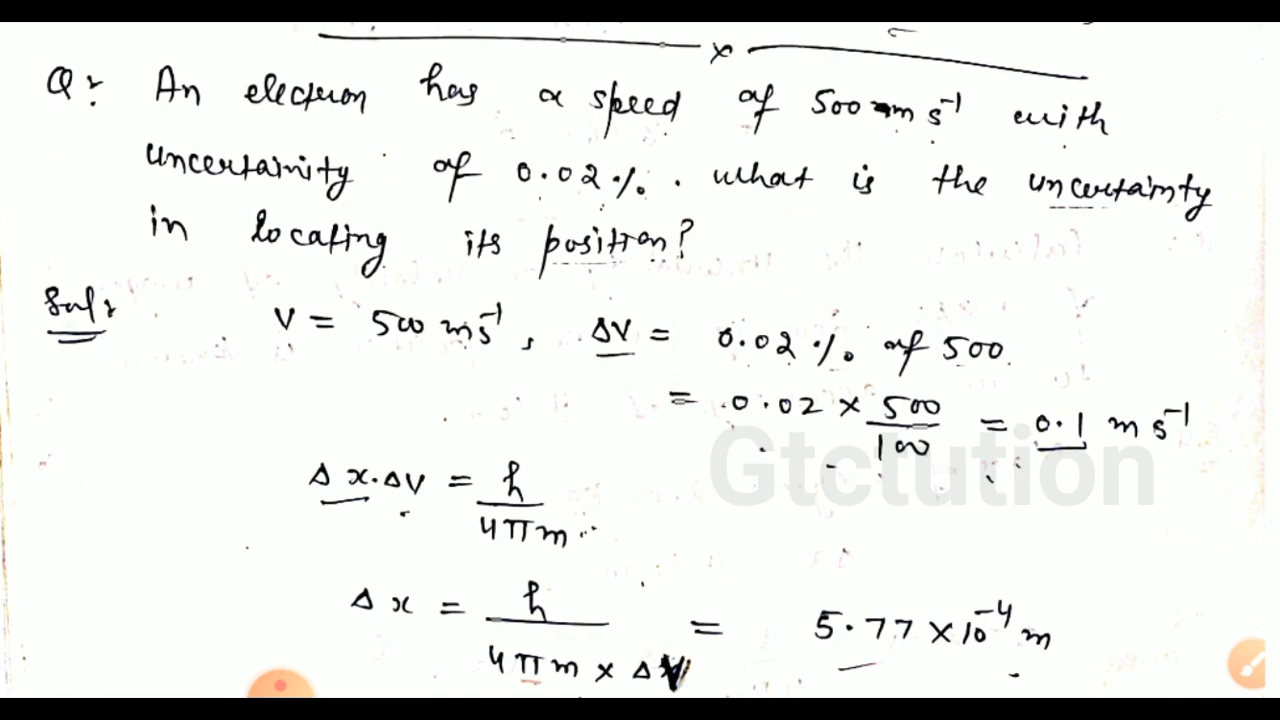 Q: An electron has a speed of 500 m s⁻¹ with
uncertainity of 0.02%. what is the uncertainty
in locating its position?
Sol:
V = 500 ms⁻¹, ΔV = 0.02 % of 500
= 0.02 × 500/100 = 0.1 m s⁻¹
Gtctution
Δx.ΔV = h/4πm
Δx = h/4πm × ΔV = 5.77 × 10⁻⁴ m